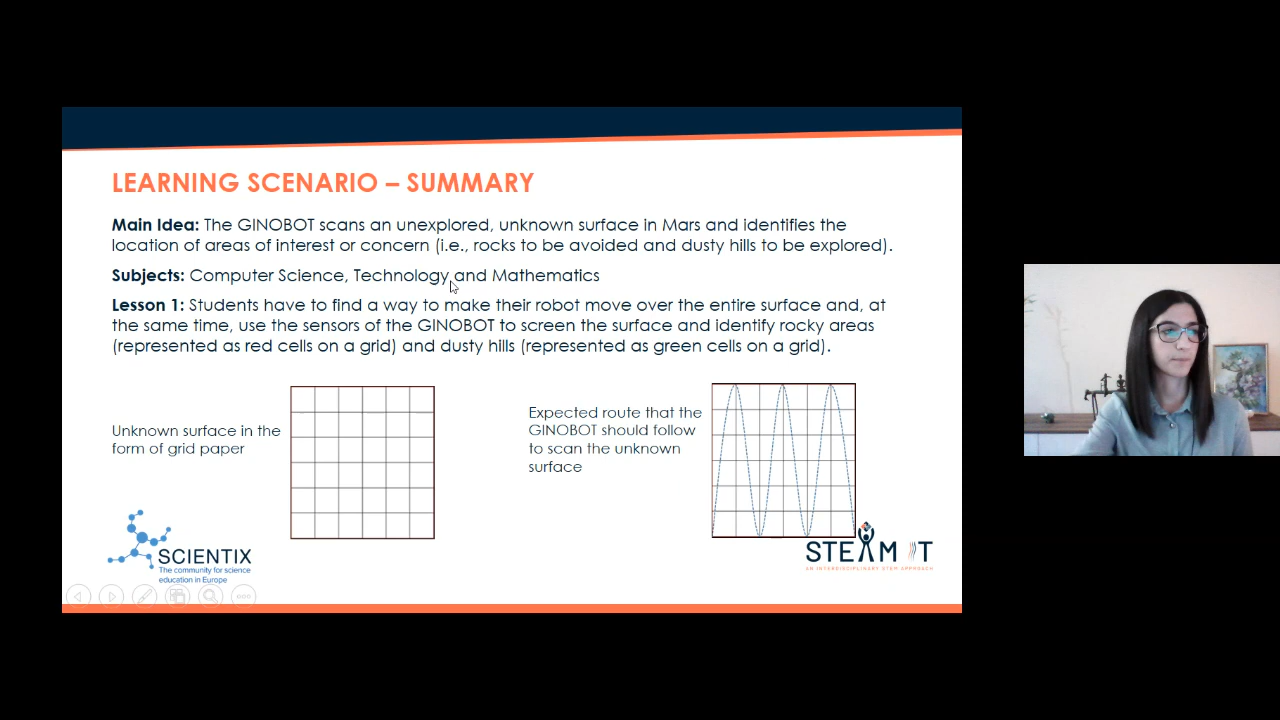 LEARNING SCENARIO – SUMMARY
Main Idea: The GINOBOT scans an unexplored, unknown surface in Mars and identifies the
location of areas of interest or concern (i.e., rocks to be avoided and dusty hills to be explored).
Subjects: Computer Science, Technology and Mathematics
Lesson 1: Students have to find a way to make their robot move over the entire surface and, at
the same time, use the sensors of the GINOBOT to screen the surface and identify rocky areas
(represented as red cells on a grid) and dusty hills (represented as green cells on a grid).
Unknown surface in the
form of grid paper
Expected route that the
GINOBOT should follow
to scan the unknown
surface
SCIENTIX
The community for science
education in Europe
STEAM IT
AN INTERDISCIPLINARY STEM APPROACH